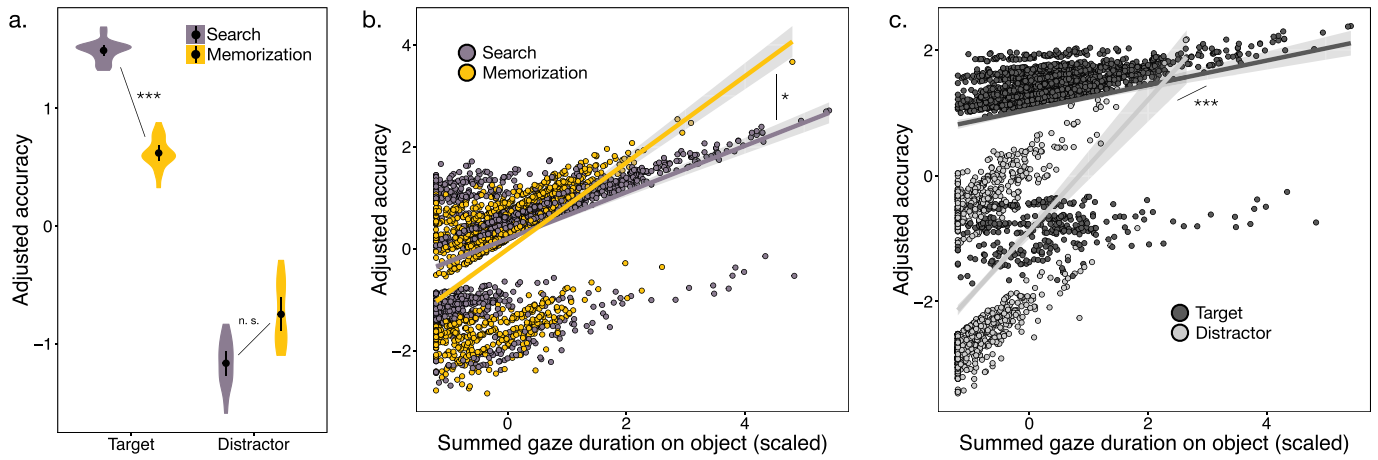 a.
Search
Memorization
***
n. s.
1
0
−1
Adjusted accuracy
Target
Distractor
b.
Search
Memorization
*
4
2
0
−2
Adjusted accuracy
0
2
4
Summed gaze duration on object (scaled)
c.
***
Target
Distractor
2
0
−2
Adjusted accuracy
0
2
4
Summed gaze duration on object (scaled)